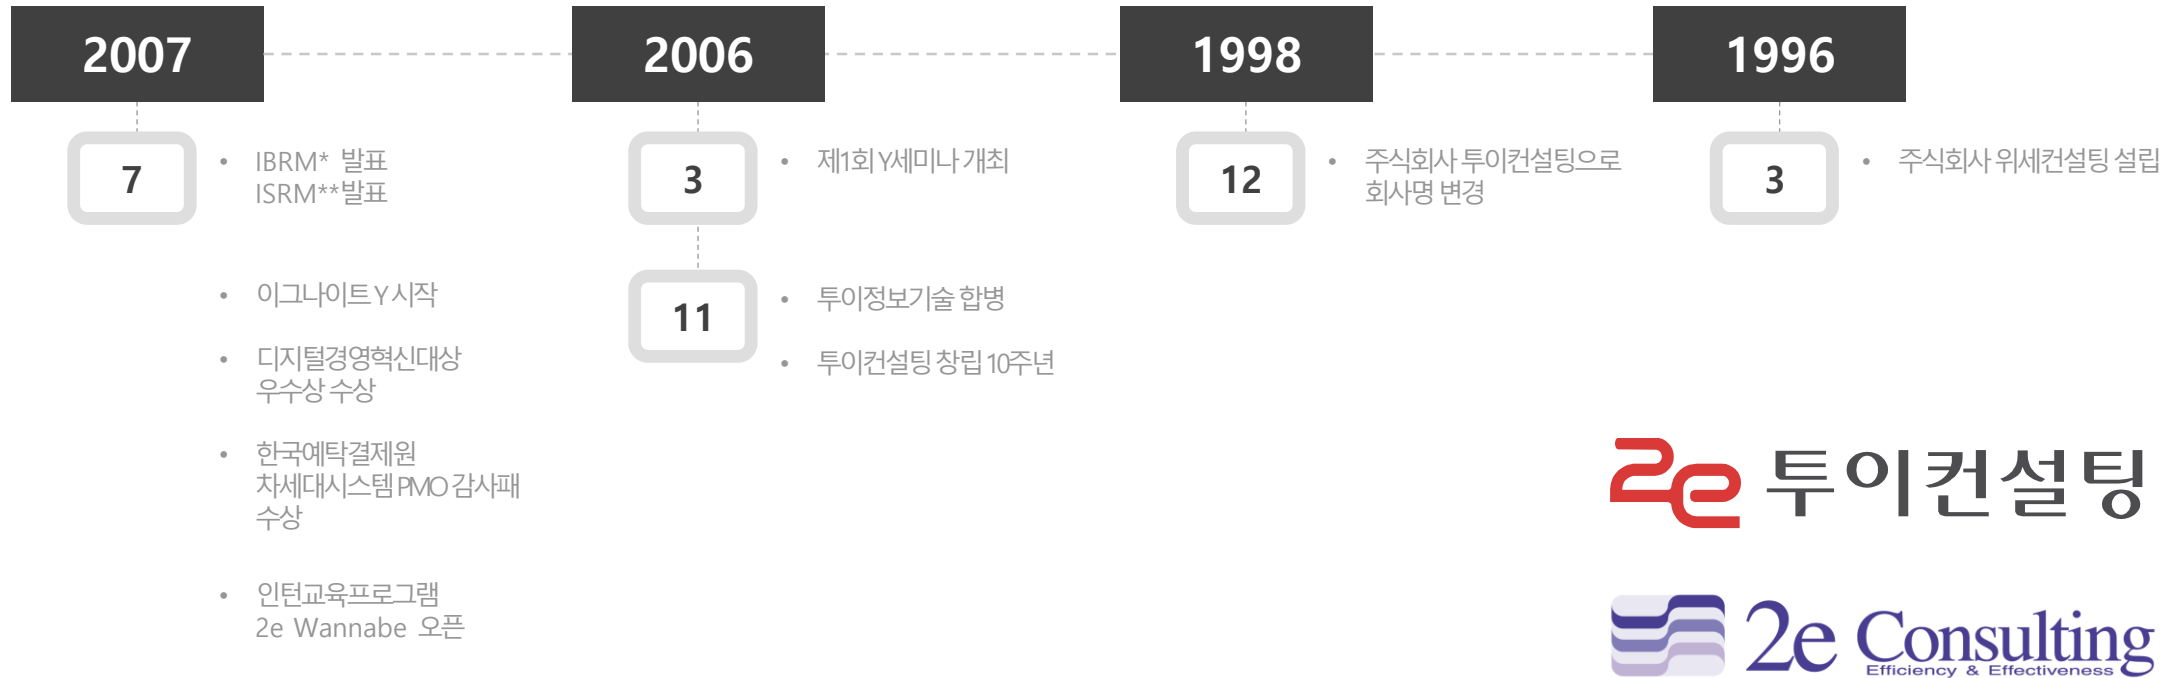 2007
7
IBRM* 발표
ISRM**발표
이그나이트 Y 시작
디지털경영혁신대상
우수상 수상
한국예탁결제원
차세대시스템 PMO 감사패
수상
인턴교육프로그램
2e Wannabe 오픈
2006
3
제1회 Y세미나 개최
11
투이정보기술 합병
투이컨설팅 창립 10주년
1998
12
주식회사 투이컨설팅으로
회사명 변경
1996
3
주식회사 위세컨설팅 설립
2e 투이컨설팅
2e Consulting
Efficiency & Effectiveness